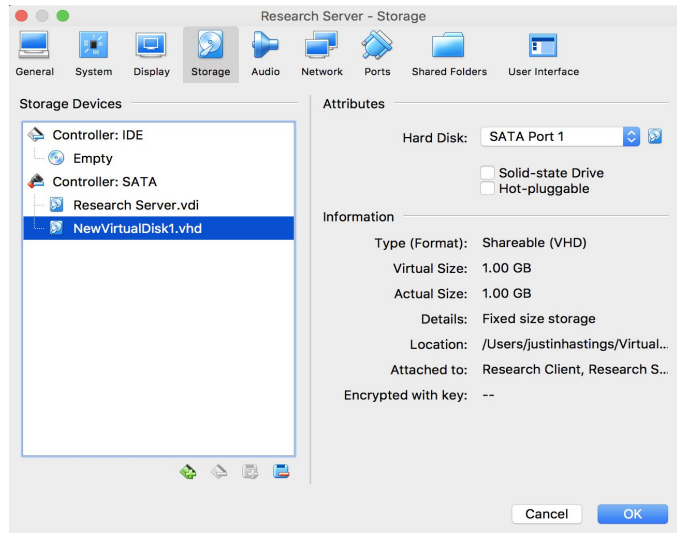 Research Server - Storage
General System Display Storage Audio Network Ports Shared Folders User Interface
Storage Devices
Controller: IDE
Empty
Controller: SATA
Research Server.vdi
NewVirtualDisk1.vhd
Attributes
Hard Disk: SATA Port 1
Solid-state Drive
Hot-pluggable
Information
Type (Format): Shareable (VHD)
Virtual Size: 1.00 GB
Actual Size: 1.00 GB
Details: Fixed size storage
Location: /Users/justinhastings/Virtual...
Attached to: Research Client, Research S...
Encrypted with key: --
Cancel OK